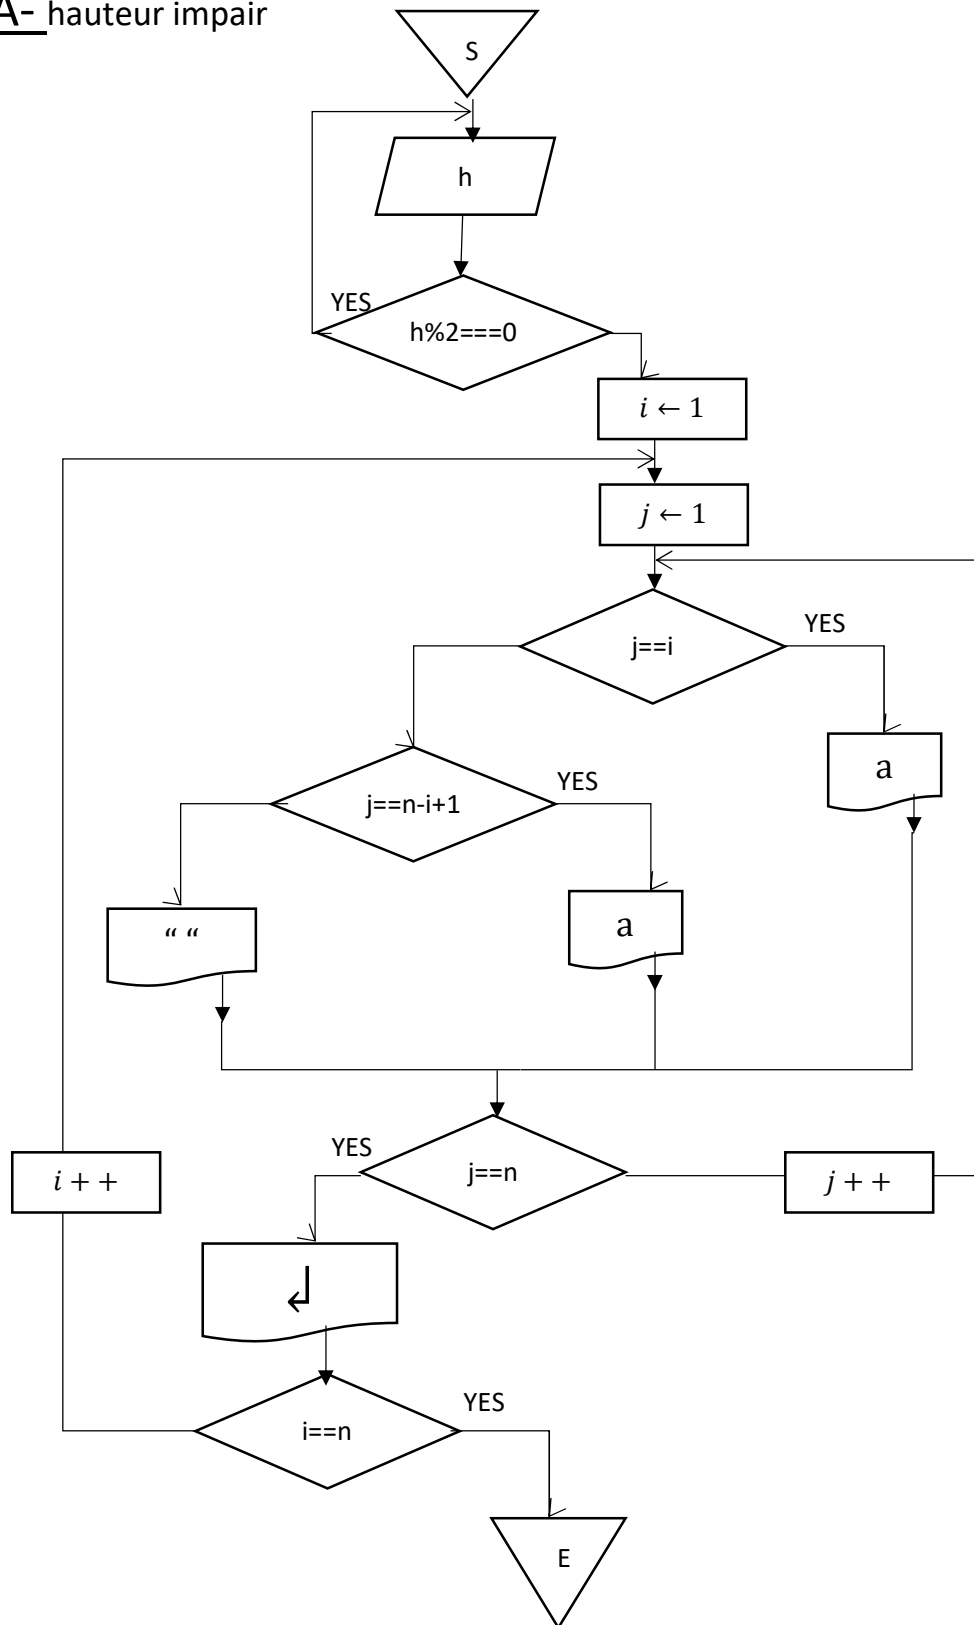 A- hauteur impair
S
h
YES
h%2===0
i ← 1
j ← 1
j==i
YES
a
j==n-i+1
YES
“ “
a
YES
j==n
i + +
j + +
↲
i==n
YES
E